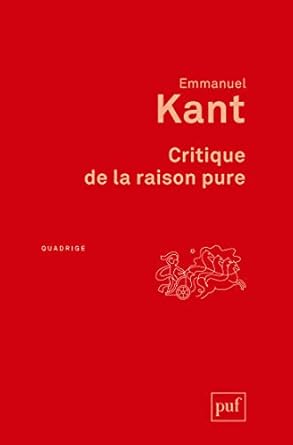 Emmanuel
Kant
Critique
de la raison pure
QUADRIGE
puf